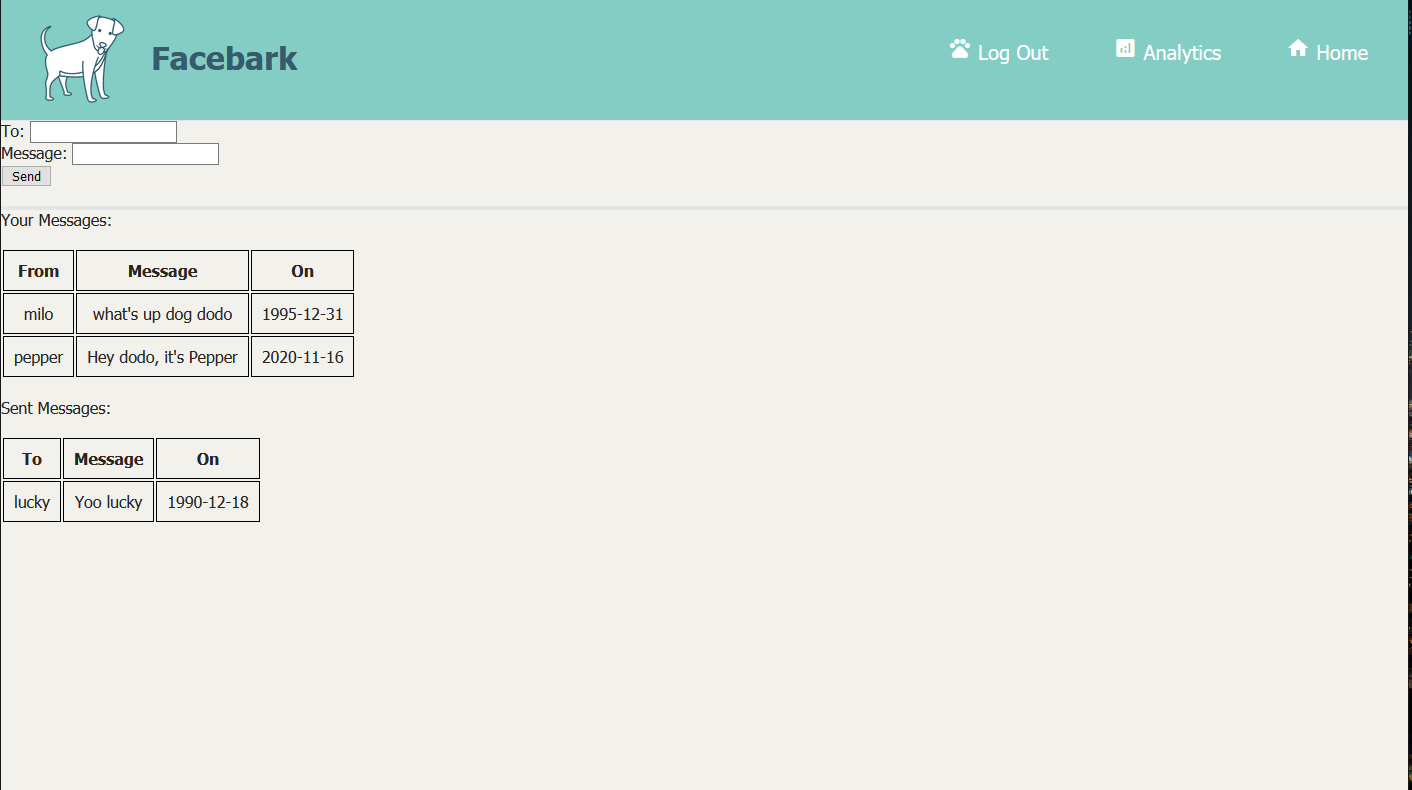 Facebark
Log Out Analytics Home
To:
Message:
Send
Your Messages:
From Message On
milo what's up dog dodo 1995-12-31
pepper Hey dodo, it's Pepper 2020-11-16
Sent Messages:
To Message On
lucky Yoo lucky 1990-12-18